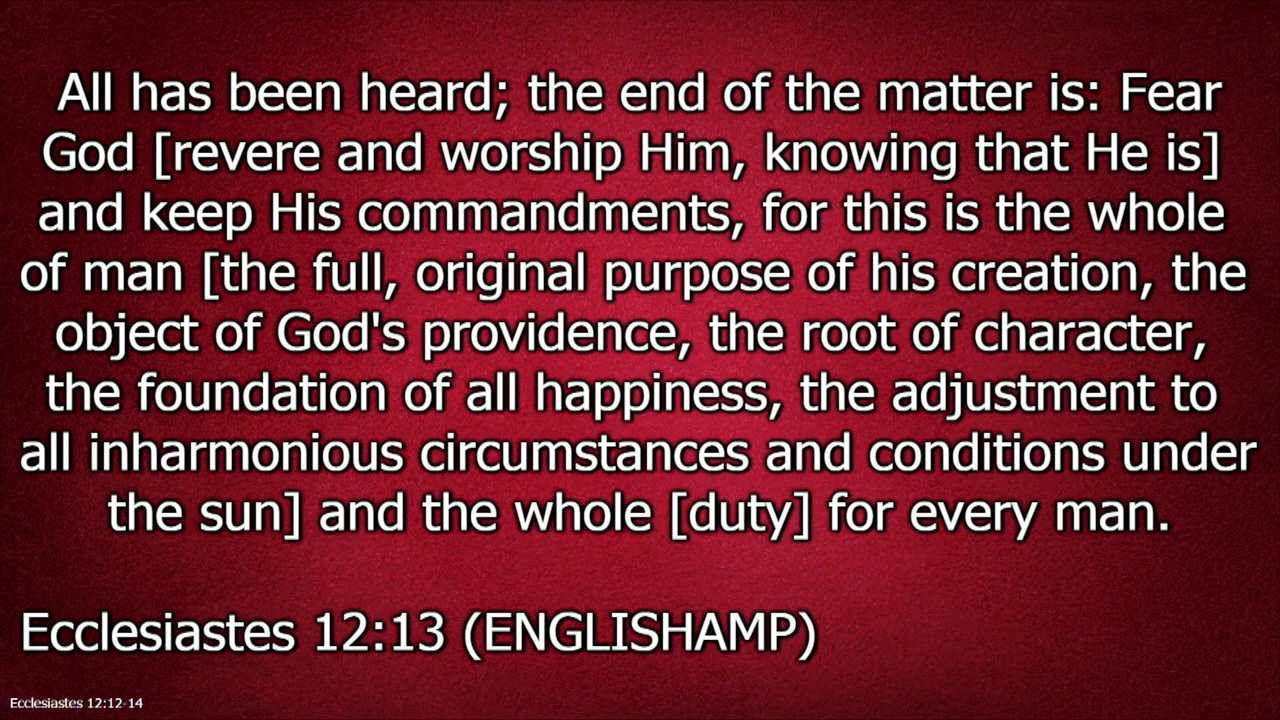 All has been heard; the end of the matter is: Fear
God [revere and worship Him, knowing that He is]
and keep His commandments, for this is the whole
of man [the full, original purpose of his creation, the
object of God's providence, the root of character,
the foundation of all happiness, the adjustment to
all inharmonious circumstances and conditions under
the sun] and the whole [duty] for every man.
Ecclesiastes 12:13 (ENGLISHAMP)
Ecclesiastes 12:12-14